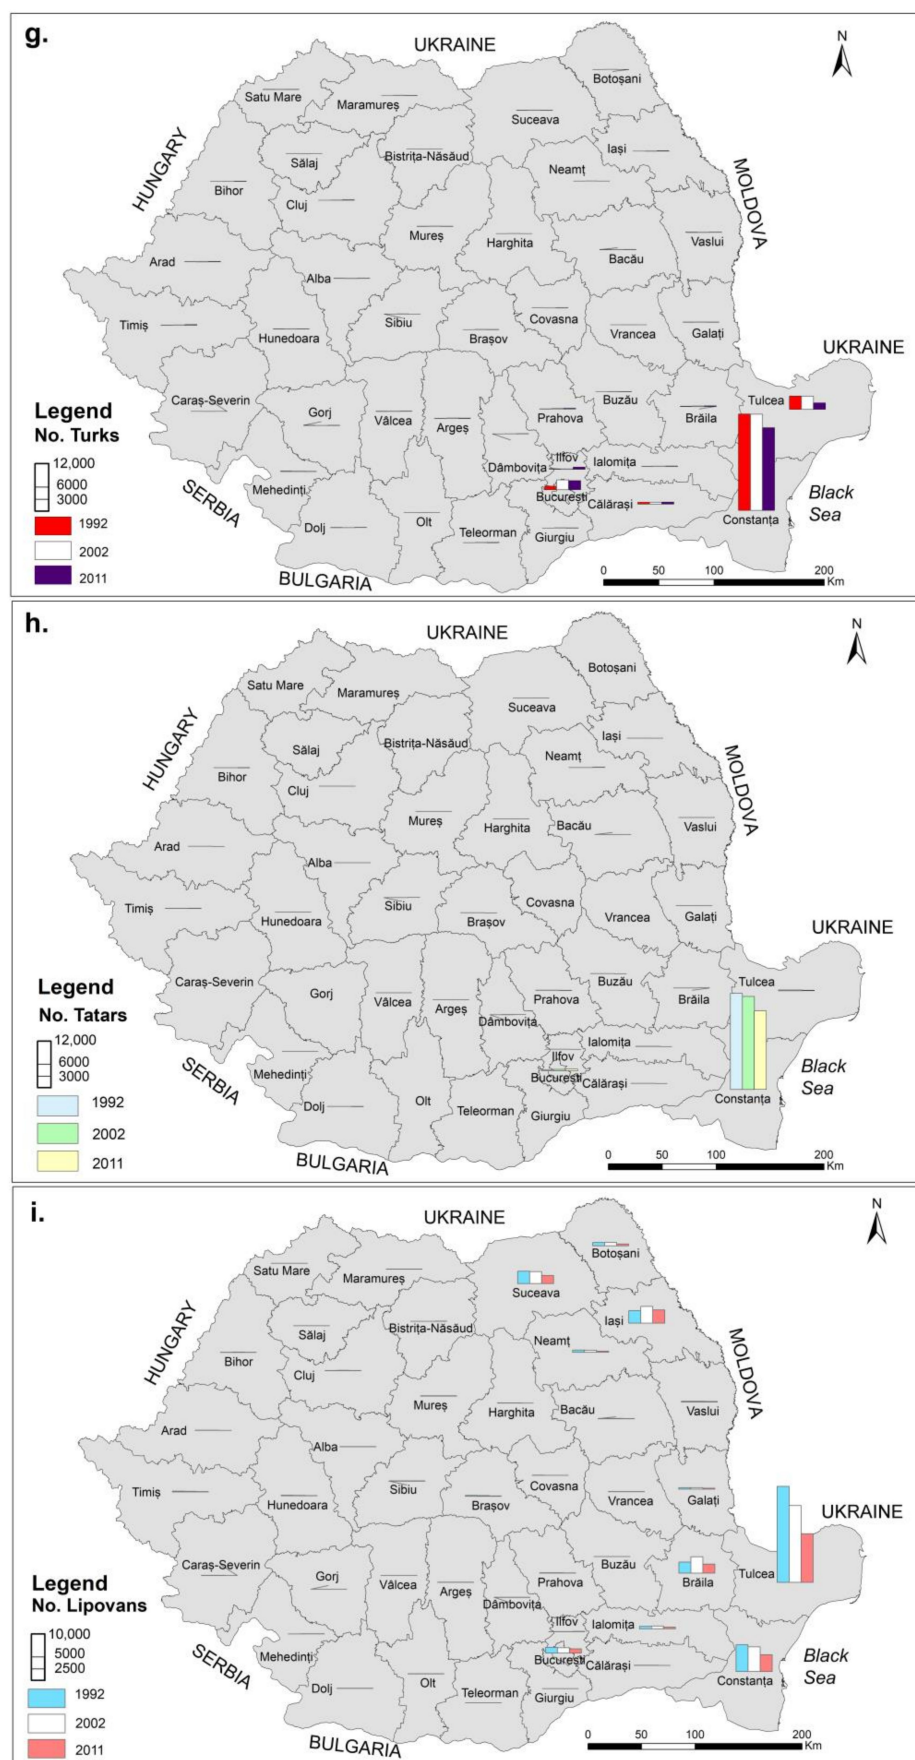 g.
UKRAINE
N
Botoșani
Satu Mare
Maramureș
Suceava
Iași
Sălaj
Bistrița-Năsăud
Neamț
HUNGARY
MOLDOVA
Bihor
Cluj
Mureș
Harghita
Vaslui
Bacău
Arad
Alba
Timiș
Sibiu
Covasna
Hunedoara
Brașov
Vrancea
Galați
UKRAINE
Caraș-Severin
Gorj
Vâlcea
Argeș
Prahova
Buzău
Brăila
Tulcea
Legend
No. Turks
12,000
6000
3000
1992
2002
2011
Ilfov
Dâmbovița
Ialomița
București
Călărași
Mehedinți
SERBIA
Dolj
Olt
Teleorman
Giurgiu
Constanța
Black
Sea
BULGARIA
0 50 100 200
Km
h.
UKRAINE
N
Botoșani
Satu Mare
Maramureș
Suceava
Iași
Sălaj
Bistrița-Năsăud
Neamț
HUNGARY
MOLDOVA
Bihor
Cluj
Mureș
Harghita
Bacău
Vaslui
Arad
Alba
Timiș
Sibiu
Covasna
Hunedoara
Brașov
Vrancea
Galați
UKRAINE
Caraș-Severin
Gorj
Vâlcea
Argeș
Prahova
Buzău
Brăila
Tulcea
Legend
No. Tatars
12,000
6000
3000
1992
2002
2011
Dâmbovița
Ialomița
Ilfov
București
Călărași
Mehedinți
SERBIA
Dolj
Olt
Teleorman
Giurgiu
Constanța
Black
Sea
BULGARIA
0 50 100 200
Km
i.
UKRAINE
N
Botoșani
Satu Mare
Maramureș
Suceava
Iași
Sălaj
Bistrița-Năsăud
Neamț
HUNGARY
MOLDOVA
Bihor
Cluj
Mureș
Harghita
Bacău
Vaslui
Arad
Alba
Timiș
Sibiu
Covasna
Hunedoara
Brașov
Vrancea
Galați
UKRAINE
Caraș-Severin
Gorj
Vâlcea
Argeș
Prahova
Buzău
Brăila
Tulcea
Legend
No. Lipovans
10,000
5000
2500
1992
2002
2011
Dâmbovița
Ilfov
Ialomița
București
Călărași
Mehedinți
SERBIA
Dolj
Olt
Teleorman
Giurgiu
Constanța
Black
Sea
BULGARIA
0 50 100 200
Km